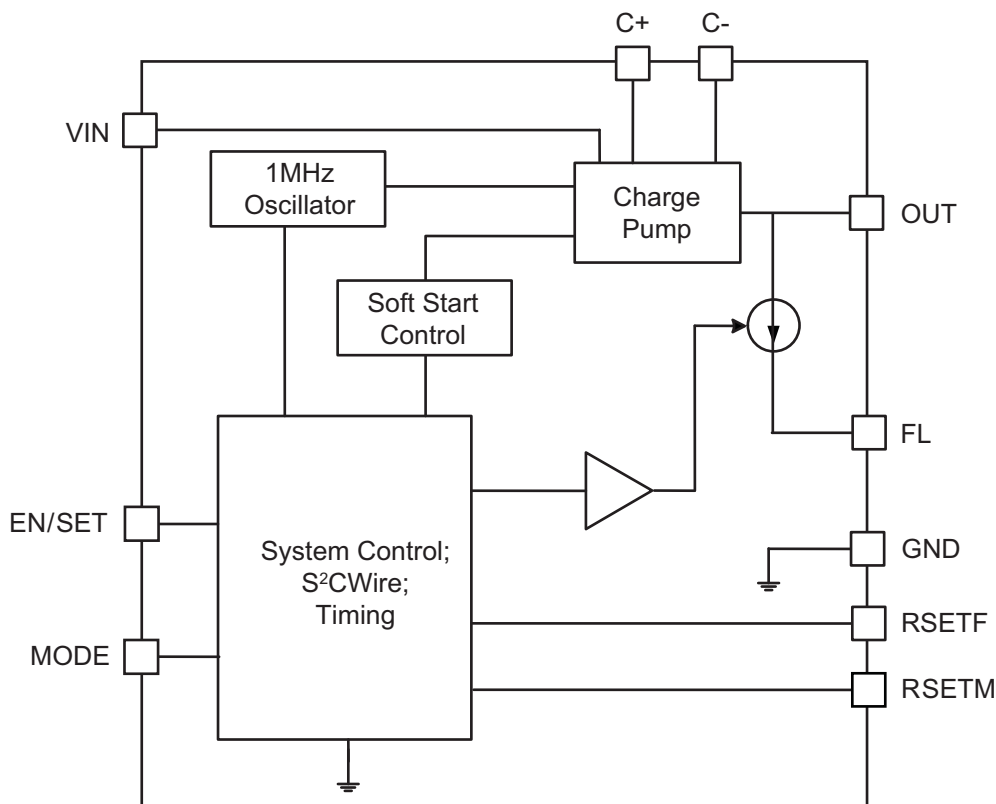 C+ C-
VIN
1MHz
Oscillator
Charge
Pump
OUT
Soft Start
Control
FL
EN/SET
System Control;
S²CWire;
Timing
GND
RSETF
MODE
RSETM